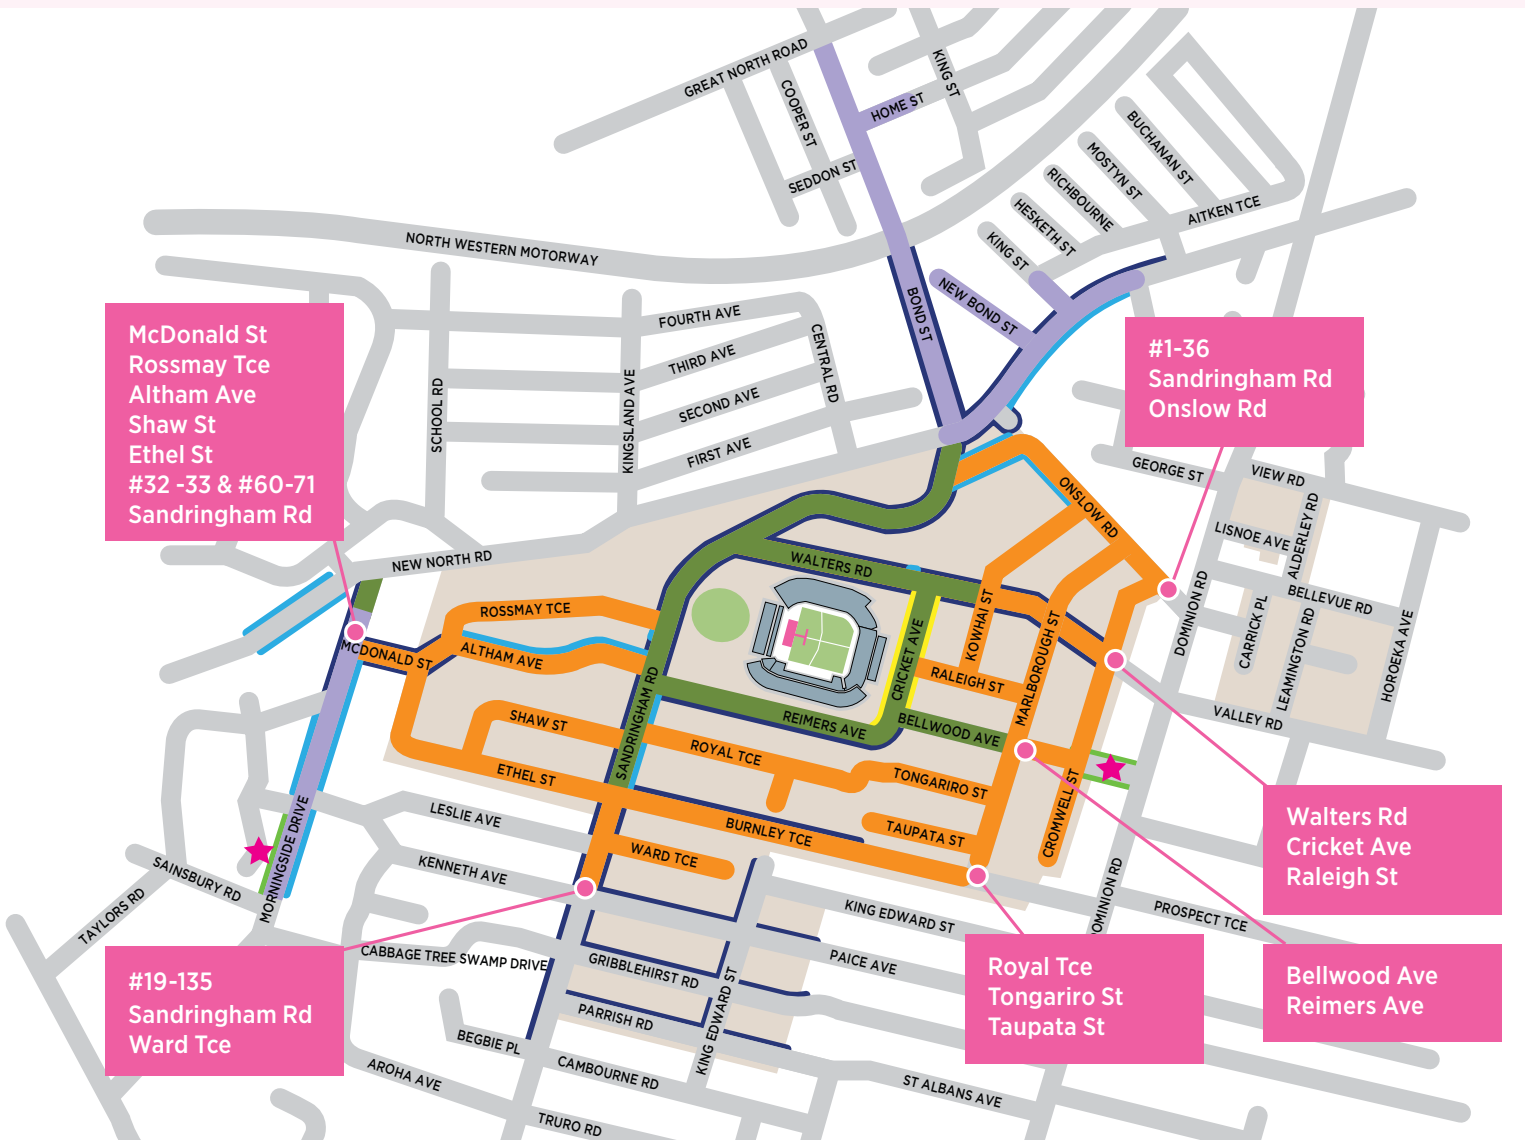 GREAT NORTH ROAD
COOPER ST
SEDDON ST
HOME ST
KING ST
BUCHANAN ST
MOSTYN ST
RICHBOURNE
HESKETH ST
KING ST
AITKEN TCE
NORTH WESTERN MOTORWAY
BOND ST
NEW BOND ST
FOURTH AVE
THIRD AVE
SECOND AVE
FIRST AVE
CENTRAL RD
SCHOOL RD
KINGSLAND AVE
McDonald St
Rossmay Tce
Altham Ave
Shaw St
Ethel St
#32 -33 & #60-71
Sandringham Rd
#1-36
Sandringham Rd
Onslow Rd
GEORGE ST
VIEW RD
LISNOE AVE
ALDERLEY RD
BELLEVUE RD
CARRICK PL
LEAMINGTON RD
HOROEKA AVE
DOMINION RD
VALLEY RD
NEW NORTH RD
ONSLOW RD
WALTERS RD
KOWHAI ST
MARLBOROUGH ST
CRICKET AVE
RALEIGH ST
BELLWOOD AVE
REIMERS AVE
ROSSMAY TCE
MCDONALD ST
ALTHAM AVE
SANDRINGHAM RD
SHAW ST
ROYAL TCE
ETHEL ST
TONGARIRO ST
TAUPATA ST
CROMWELL ST
BURNLEY TCE
WARD TCE
LESLIE AVE
KENNETH AVE
MORNINGSIDE DRIVE
SAINSBURY RD
TAYLORS RD
Walters Rd
Cricket Ave
Raleigh St
DOMINION RD
PROSPECT TCE
KING EDWARD ST
PAICE AVE
CABBAGE TREE SWAMP DRIVE
GRIBBLEHIRST RD
KING EDWARD ST
PARRISH RD
BEGBIE PL
CAMBOURNE RD
AROHA AVE
TRURO RD
ST ALBANS AVE
#19-135
Sandringham Rd
Ward Tce
Royal Tce
Tongariro St
Taupata St
Bellwood Ave
Reimers Ave